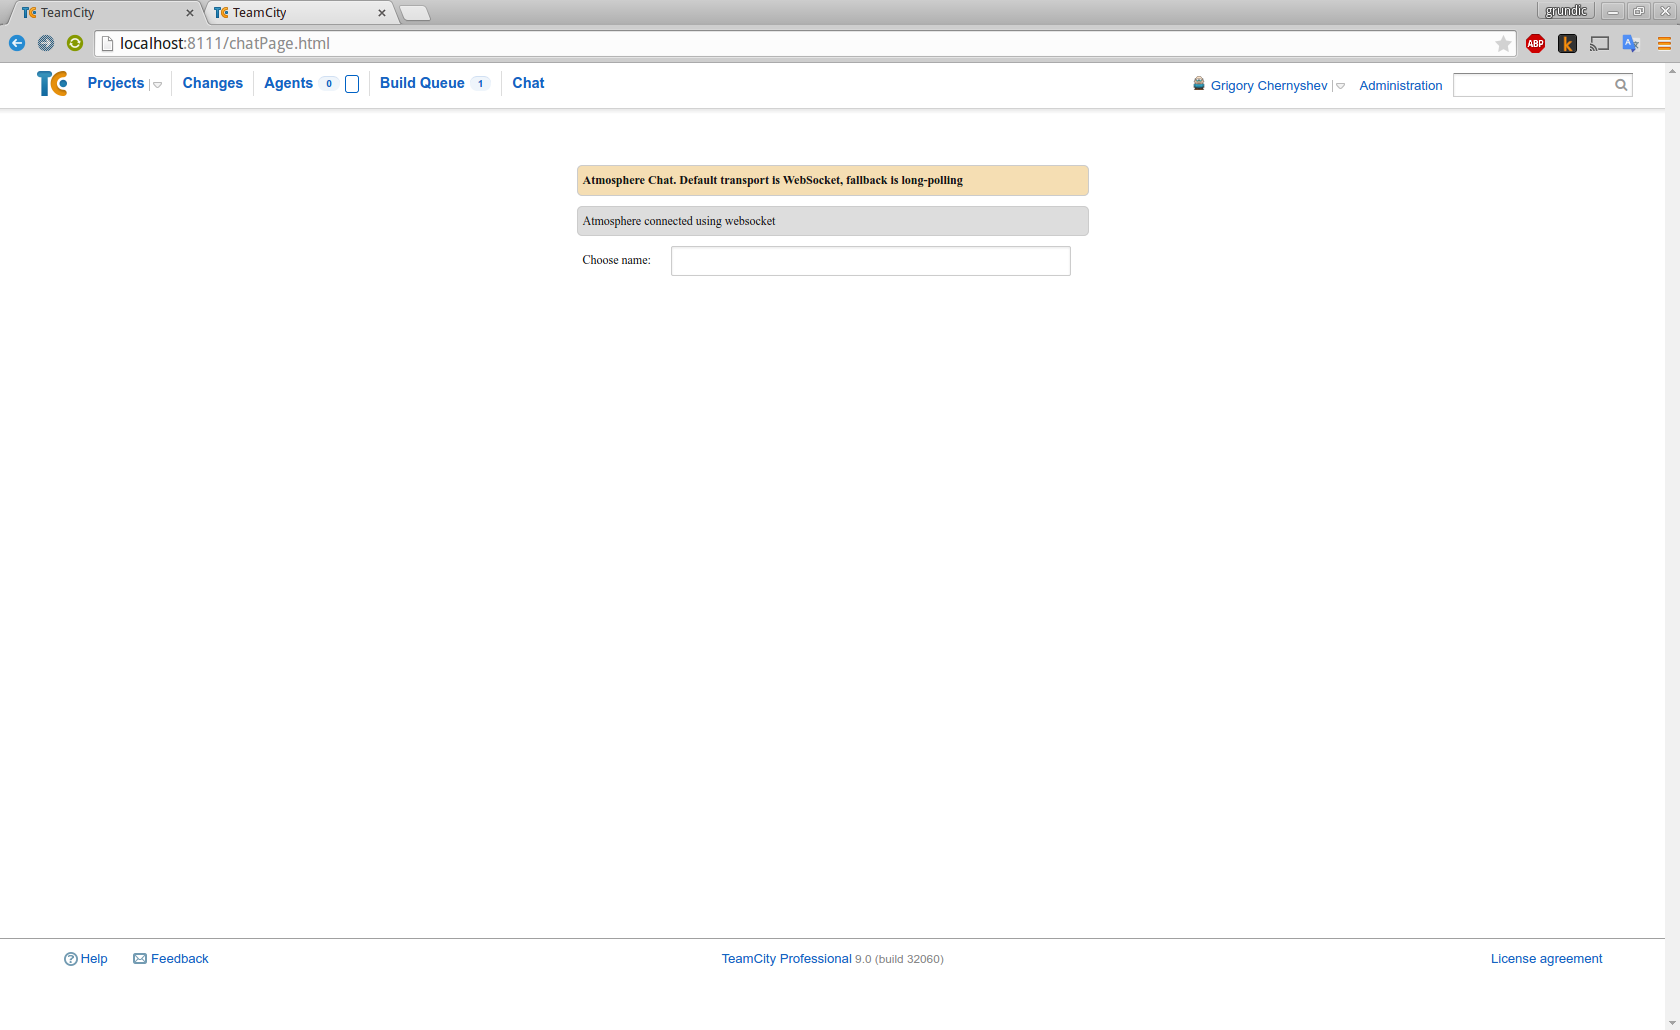 TeamCity TeamCity grundic
localhost:8111/chatPage.html ABP k A
TC Projects Changes Agents 0 Build Queue 1 Chat Grigory Chernyshev Administration
Atmosphere Chat. Default transport is WebSocket, fallback is long-polling
Atmosphere connected using websocket
Choose name:
? Help Feedback TeamCity Professional 9.0 (build 32060) License agreement